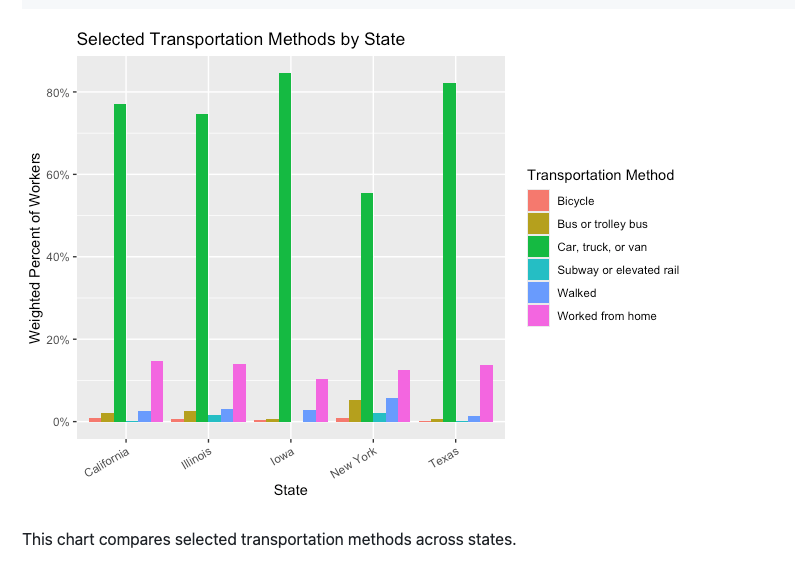 Selected Transportation Methods by State
Weighted Percent of Workers
80%
60%
40%
20%
0%
California
Illinois
Iowa
New York
Texas
State
Transportation Method
Bicycle
Bus or trolley bus
Car, truck, or van
Subway or elevated rail
Walked
Worked from home
This chart compares selected transportation methods across states.